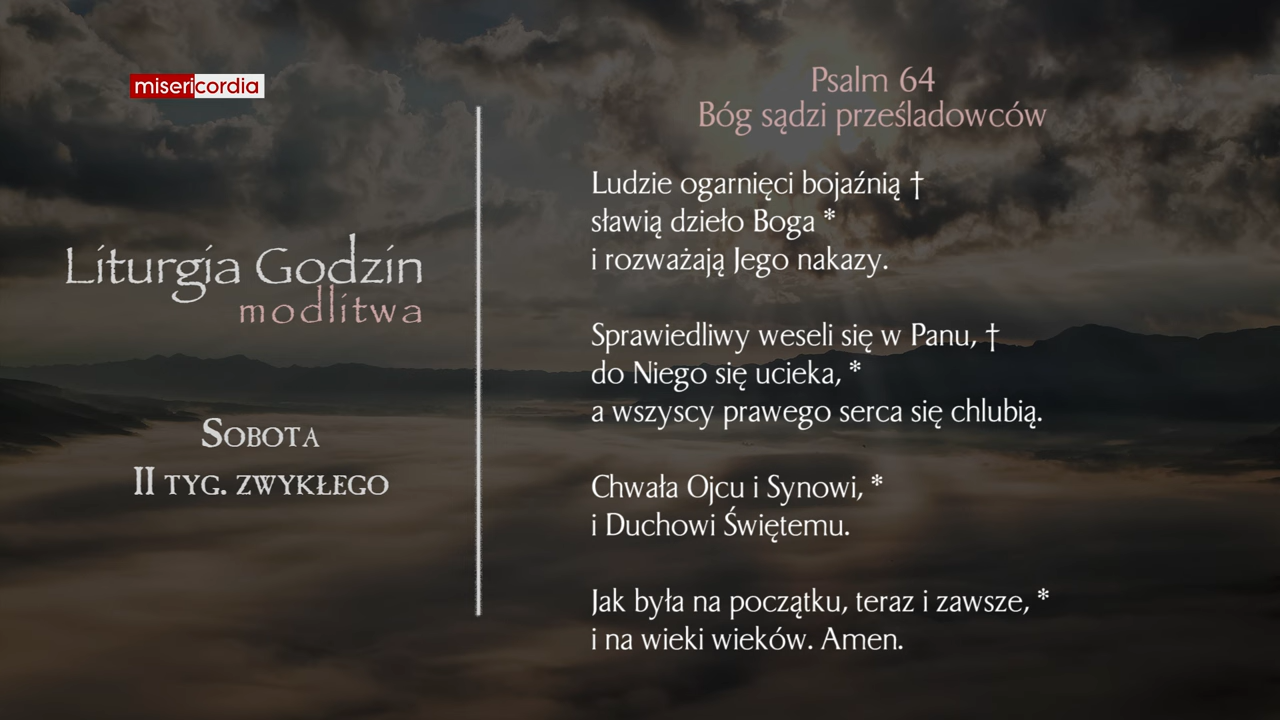 misericordia
Liturgia Godzin
modlitwa
Sobota
II tyg. zwykłego
Psalm 64
Bóg sądzi prześladowców
Ludzie ogarnięci bojaźnią †
sławią dzieło Boga *
i rozważają Jego nakazy.
Sprawiedliwy weseli się w Panu, †
do Niego się ucieka, *
a wszyscy prawego serca się chlubią.
Chwała Ojcu i Synowi, *
i Duchowi Świętemu.
Jak była na początku, teraz i zawsze, *
i na wieki wieków. Amen.